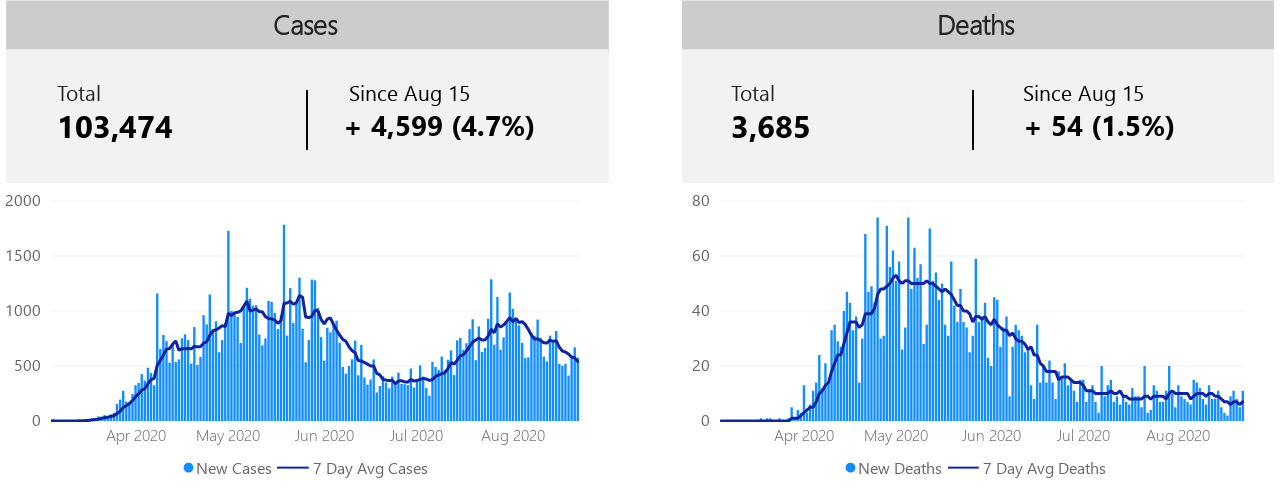 Cases
Total
103,474
Since Aug 15
+ 4,599 (4.7%)
2000
1500
1000
500
0
Apr 2020
May 2020
Jun 2020
Jul 2020
Aug 2020
New Cases
7 Day Avg Cases
Deaths
Total
3,685
Since Aug 15
+ 54 (1.5%)
80
60
40
20
0
Apr 2020
May 2020
Jun 2020
Jul 2020
Aug 2020
New Deaths
7 Day Avg Deaths